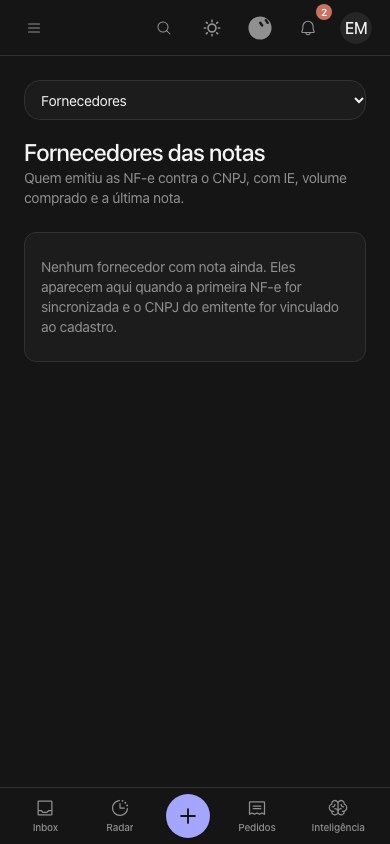 2
EM
Fornecedores
Fornecedores das notas
Quem emitiu as NF-e contra o CNPJ, com IE, volume
comprado e a última nota.
Nenhum fornecedor com nota ainda. Eles
aparecem aqui quando a primeira NF-e for
sincronizada e o CNPJ do emitente for vinculado
ao cadastro.
Inbox
Radar
Pedidos
Inteligência